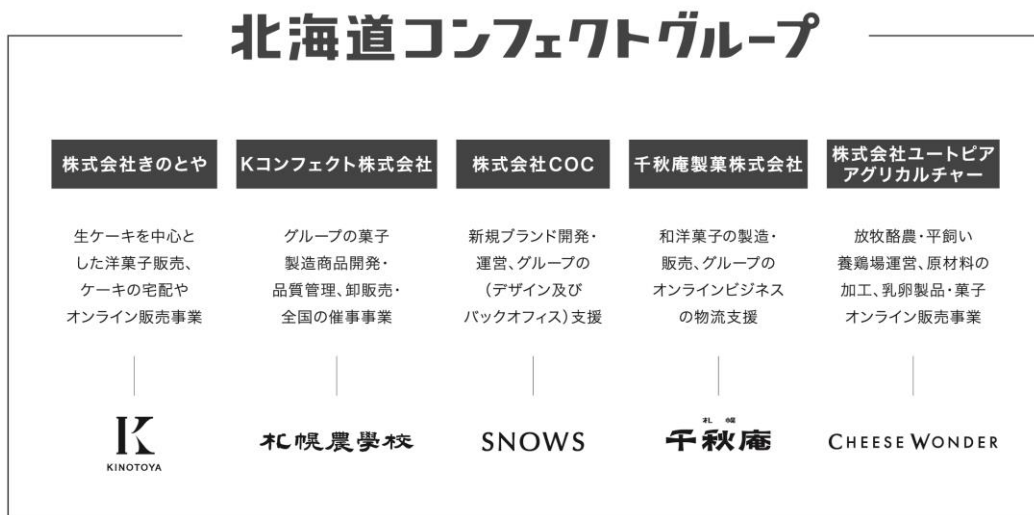 北海道コンフェクトグループ
株式会社きのとや
生ケーキを中心と
した洋菓子販売、
ケーキの宅配や
オンライン販売事業
K
KINOTOYA
Kコンフェクト株式会社
グループの菓子
製造商品開発・
品質管理、卸販売・
全国の催事事業
札幌農學校
株式会社COC
新規ブランド開発・
運営、グループの
(デザイン及び
バックオフィス)支援
SNOWS
千秋庵製菓株式会社
和洋菓子の製造・
販売、グループの
オンラインビジネス
の物流支援
札幌
千秋庵
株式会社ユートピア
アグリカルチャー
放牧酪農・平飼い
養鶏場運営、原材料の
加工、乳卵製品・菓子
オンライン販売事業
CHEESE WONDER